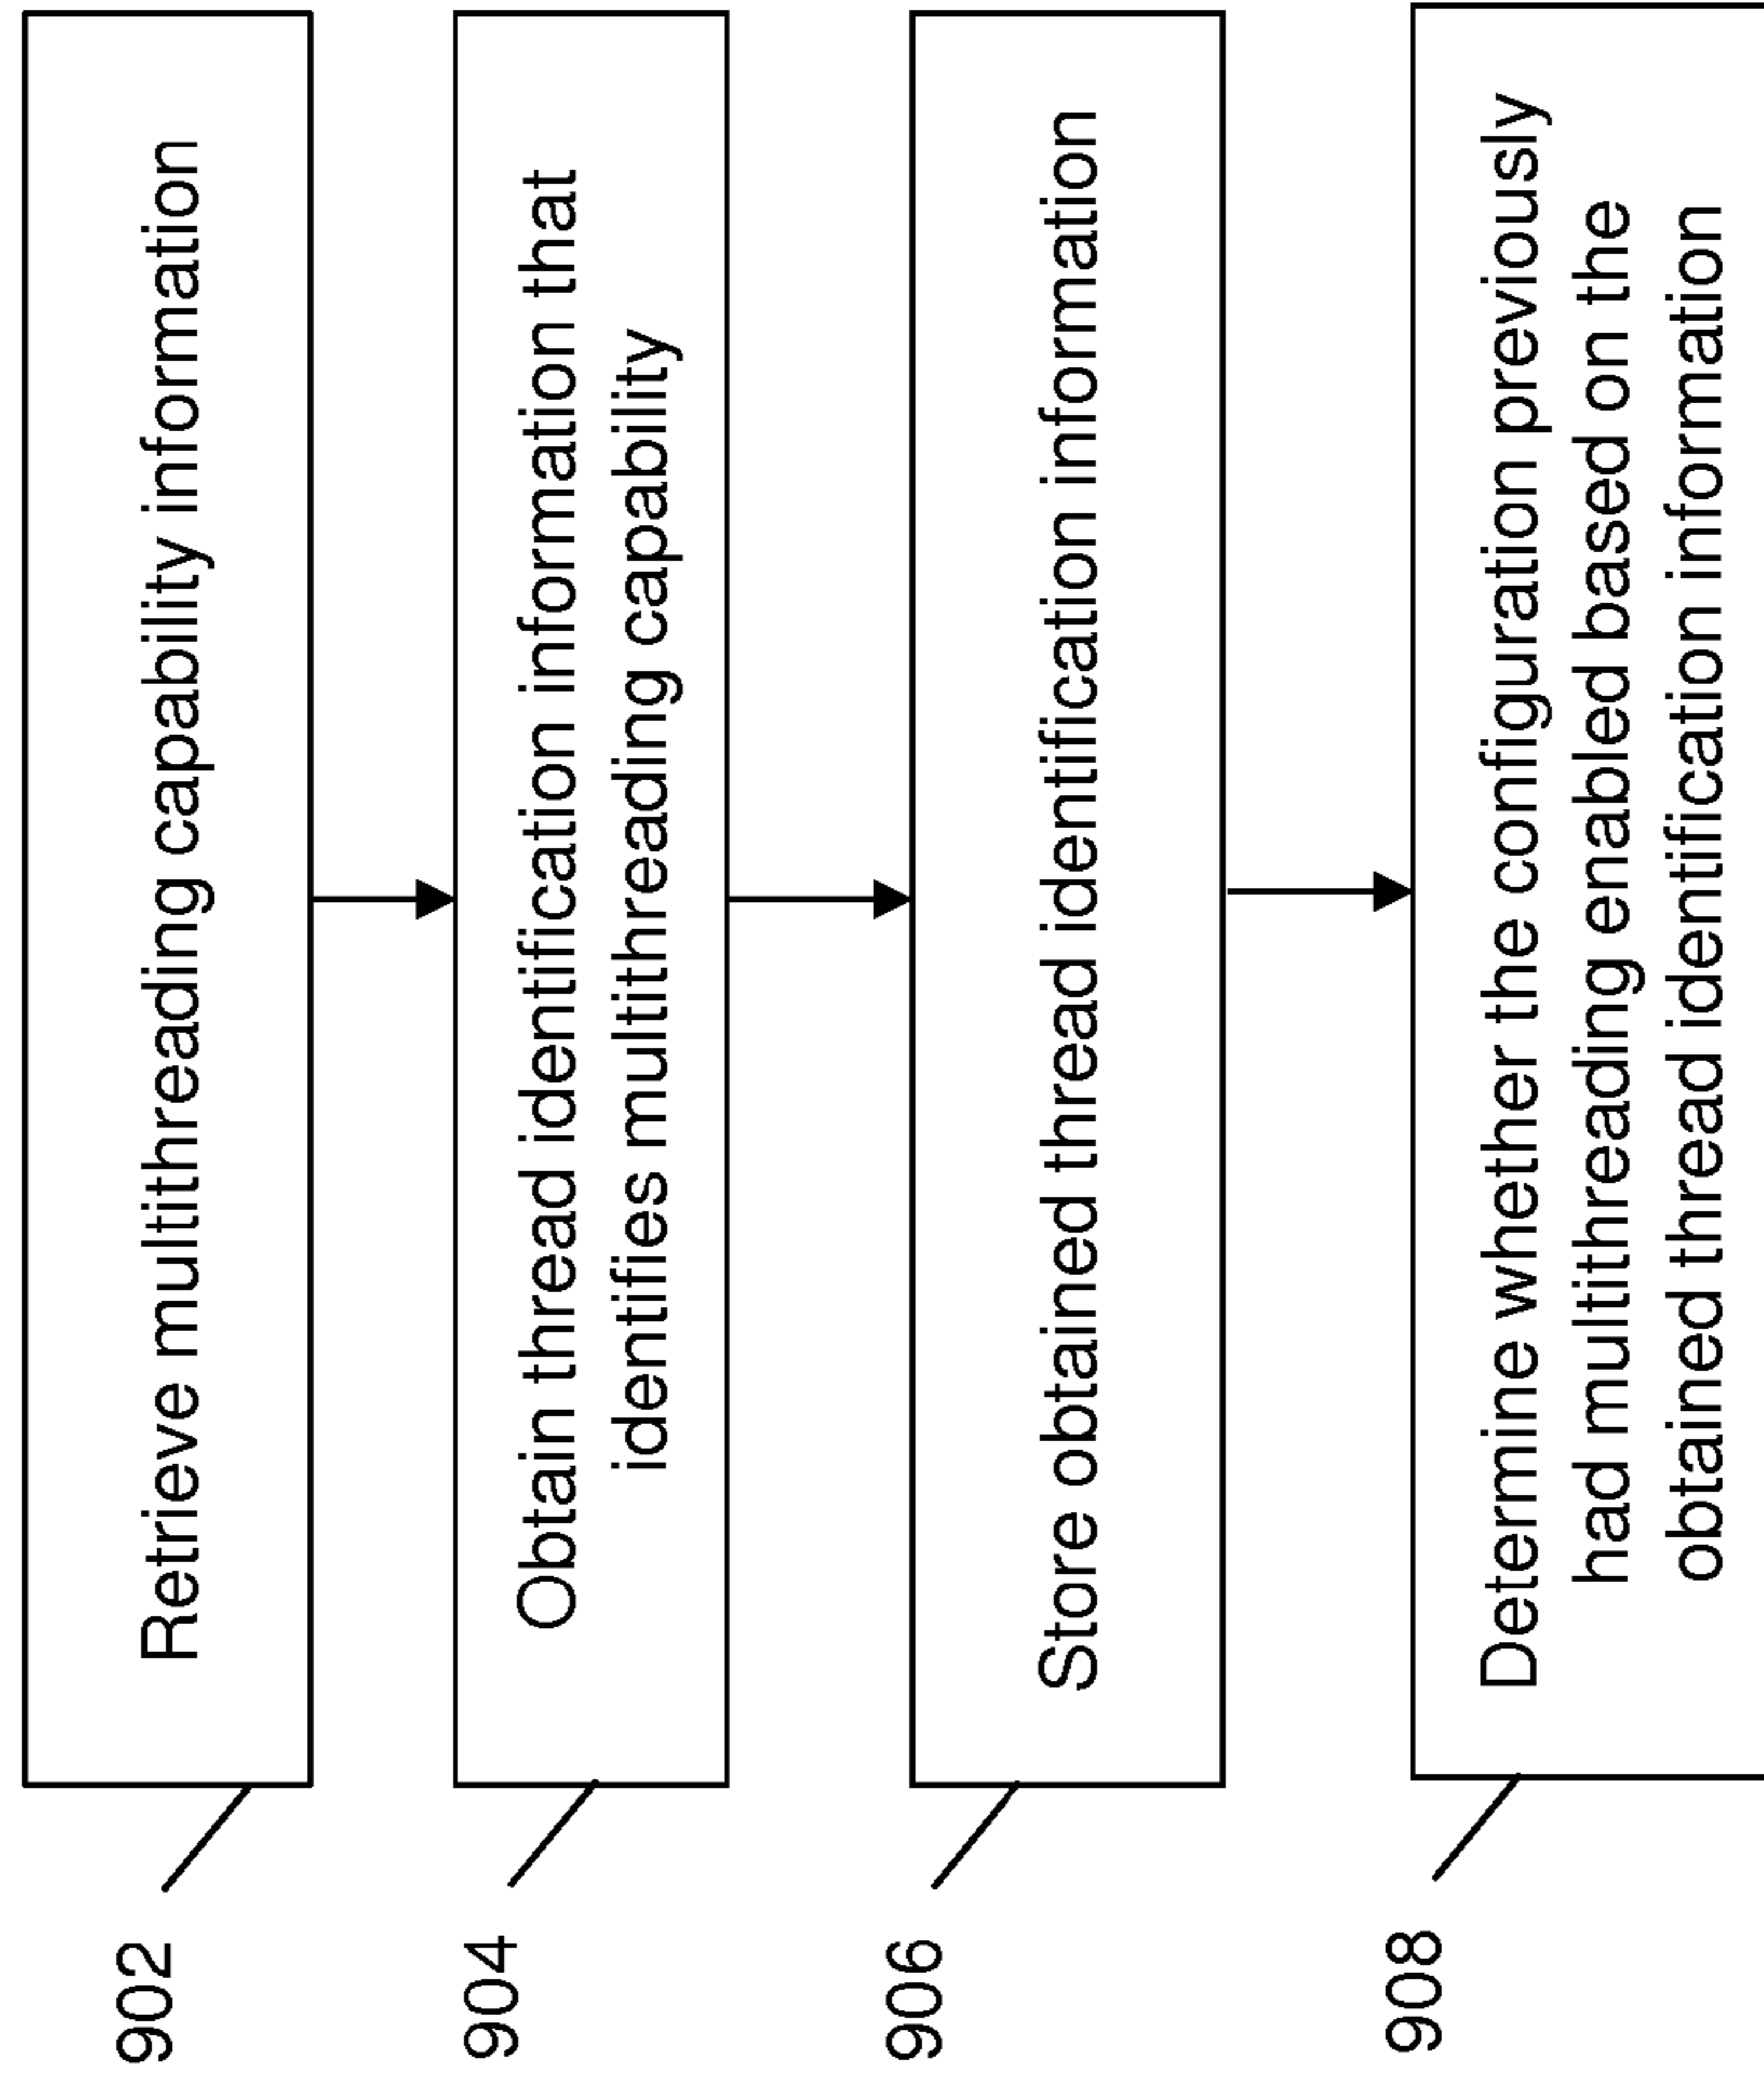 902
Retrieve multithreading capability information
904
Obtain thread identification information that
identifies multithreading capability
906
Store obtained thread identification information
908
Determine whether the configuration previously
had multithreading enabled based on the
obtained thread identification information